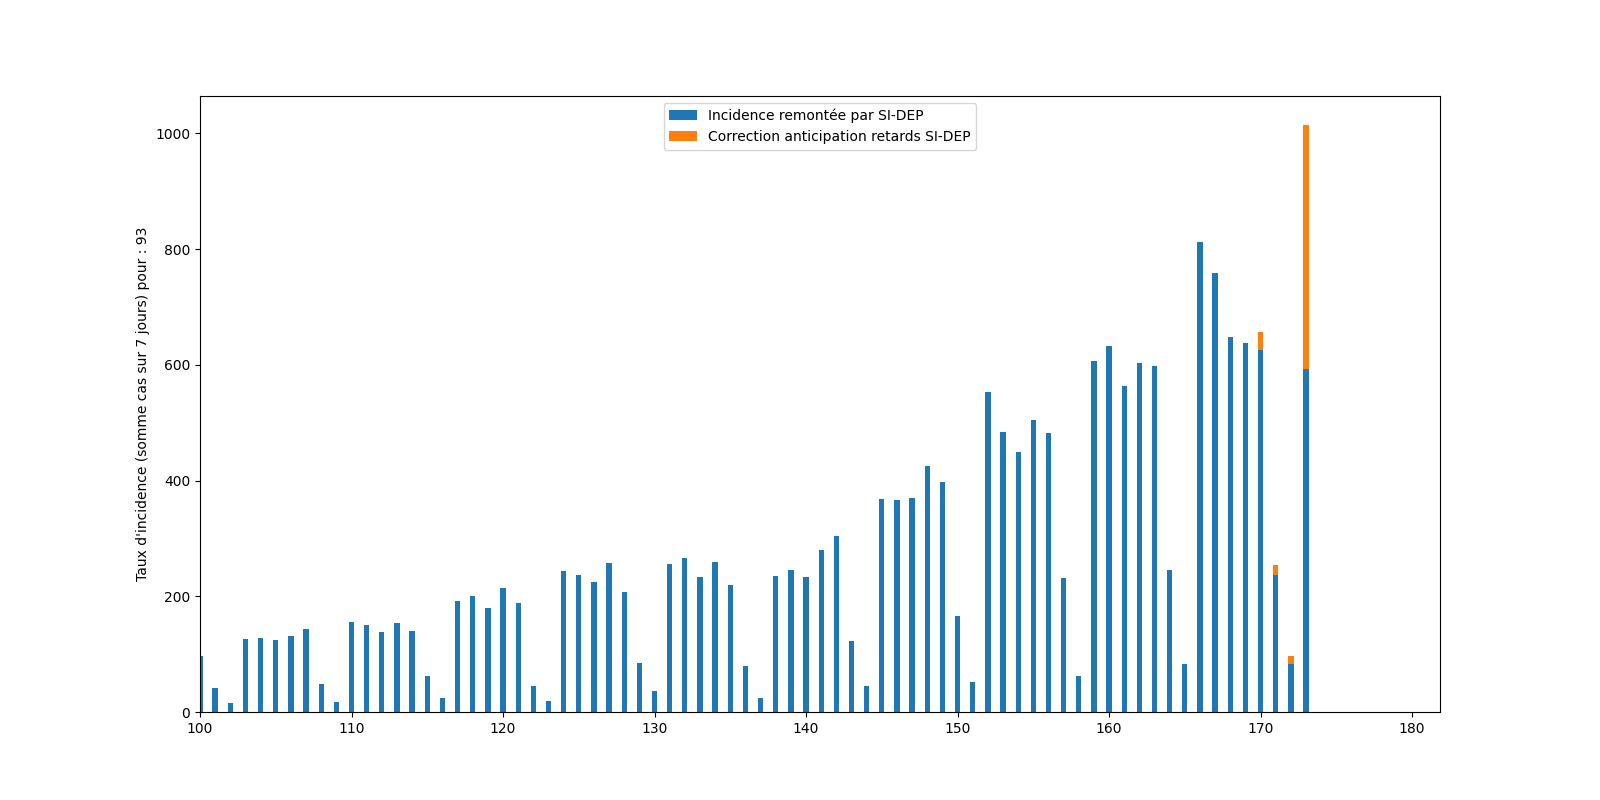 Incidence remontée par SI-DEP
Correction anticipation retards SI-DEP
Taux d'incidence (somme cas sur 7 jours) pour : 93
1000
800
600
400
200
0
100 110 120 130 140 150 160 170 180